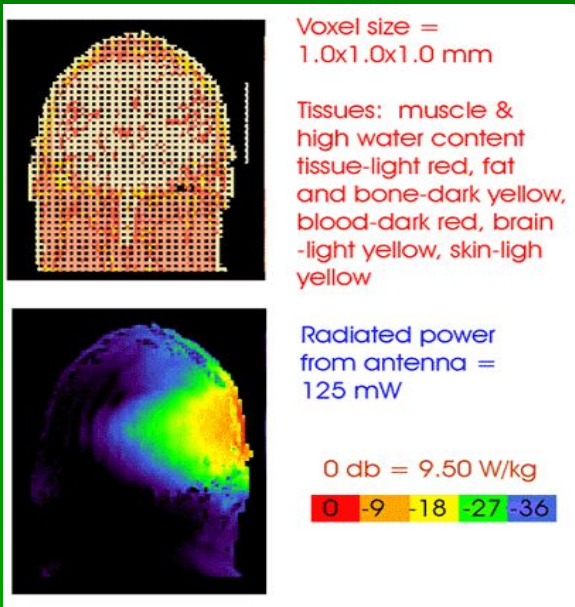 Voxel size =
1.0x1.0x1.0 mm
Tissues: muscle &
high water content
tissue-light red, fat
and bone-dark yellow,
blood-dark red, brain
-light yellow, skin-ligh
yellow
Radiated power
from antenna =
125 mW
0 db = 9.50 W/kg
0 -9 -18 -27 -36